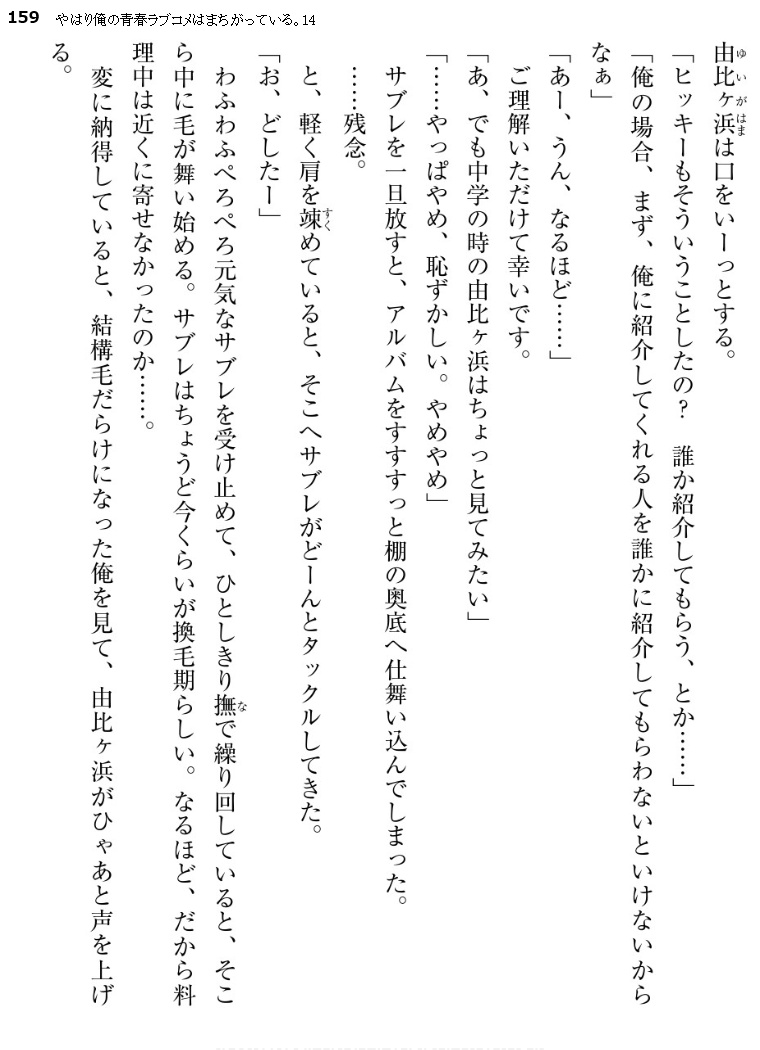 159 やはり俺の青春ラブコメはまちがっている。14
由比ヶ浜は口をいーっとする。
「ヒッキーもそういうことしたの?　誰か紹介してもらう、とか……」
「俺の場合、まず、俺に紹介してくれる人を誰かに紹介してもらわないといけないから
なぁ」
「あー、うん、なるほど……」
ご理解いただけて幸いです。
「あ、でも中学の時の由比ヶ浜はちょっと見てみたい」
「……やっぱやめ、恥ずかしい。やめやめ」
サブレを一旦放すと、アルバムをすすすっと棚の奥底へ仕舞い込んでしまった。
……残念。
と、軽く肩を竦めていると、そこへサブレがどーんとタックルしてきた。
「お、どしたー」
わふわふぺろぺろ元気なサブレを受け止めて、ひとしきり撫で繰り回していると、そこ
ら中に毛が舞い始める。サブレはちょうど今くらいが換毛期らしい。なるほど、だから料
理中は近くに寄せなかったのか……。
変に納得していると、結構毛だらけになった俺を見て、由比ヶ浜がひゃあと声を上げ
る。